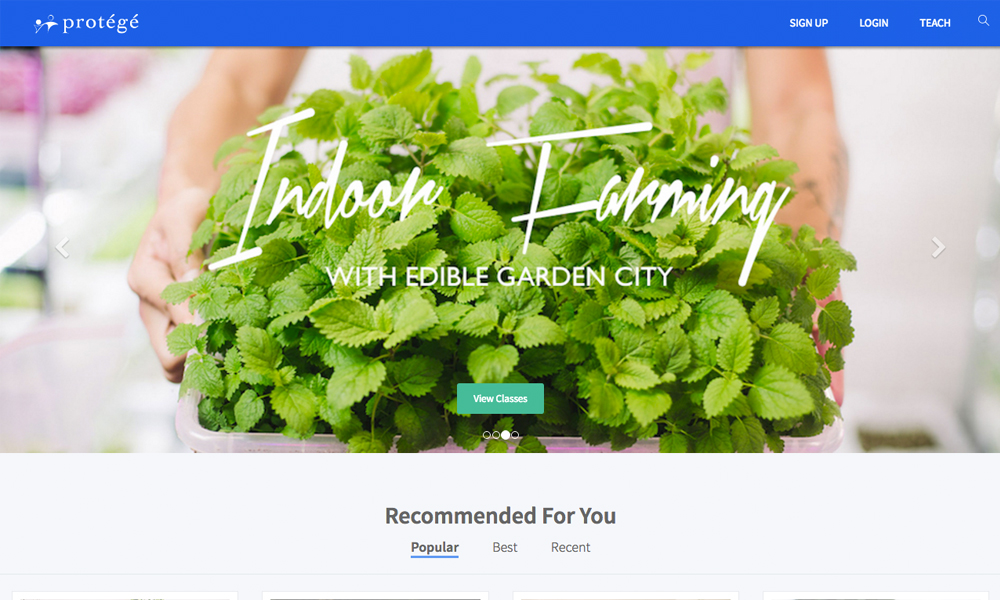 protégé
SIGN UP LOGIN TEACH
Indoor Farming
WITH EDIBLE GARDEN CITY
View Classes
Recommended For You
Popular Best Recent